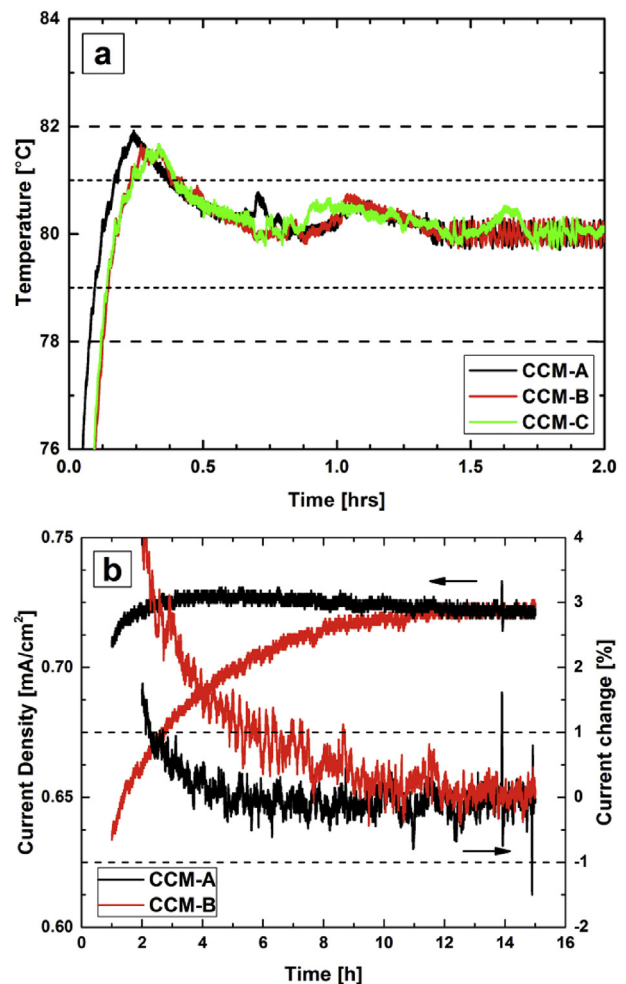 a
84
82
80
78
76
Temperature [°C]
CCM-A
CCM-B
CCM-C
0.0 0.5 1.0 1.5 2.0
Time [hrs]
b
0.75
0.70
0.65
0.60
Current Density [mA/cm²]
4
3
2
1
0
-1
-2
Current change [%]
CCM-A
CCM-B
0 2 4 6 8 10 12 14 16
Time [h]